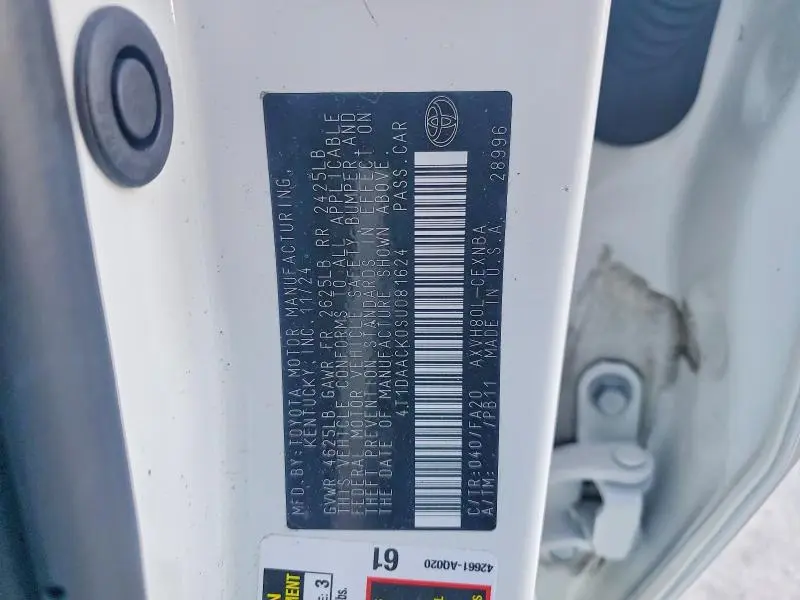 MFD.BY:TOYOTA MOTOR MANUFACTURING,
KENTUCKY, INC. 11/24
GVWR 4625LB GAWR FR 2625LB RR 2425LB
THIS VEHICLE CONFORMS TO ALL APPLICABLE
FEDERAL MOTOR VEHICLE SAFETY, BUMPER, AND
THEFT PREVENTION STANDARDS IN EFFECT ON
THE DATE OF MANUFACTURE SHOWN ABOVE.
4T1DAACK0SU081624 PASS.CAR
C/TR:040/FA20 AXVH80L-CEXNBA
A/TM: /PB11 MADE IN U.S.A. 28996
61
42661-AQ020
3